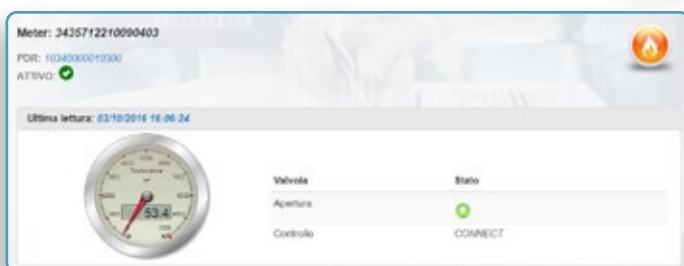 Meter: 3435712210090403
PDR: 10340000010300
ATTIVO:
Ultima lettura: 03/10/2016 16:06:24
53.4
Valvola Stato
Apertura
Controllo CONNECT